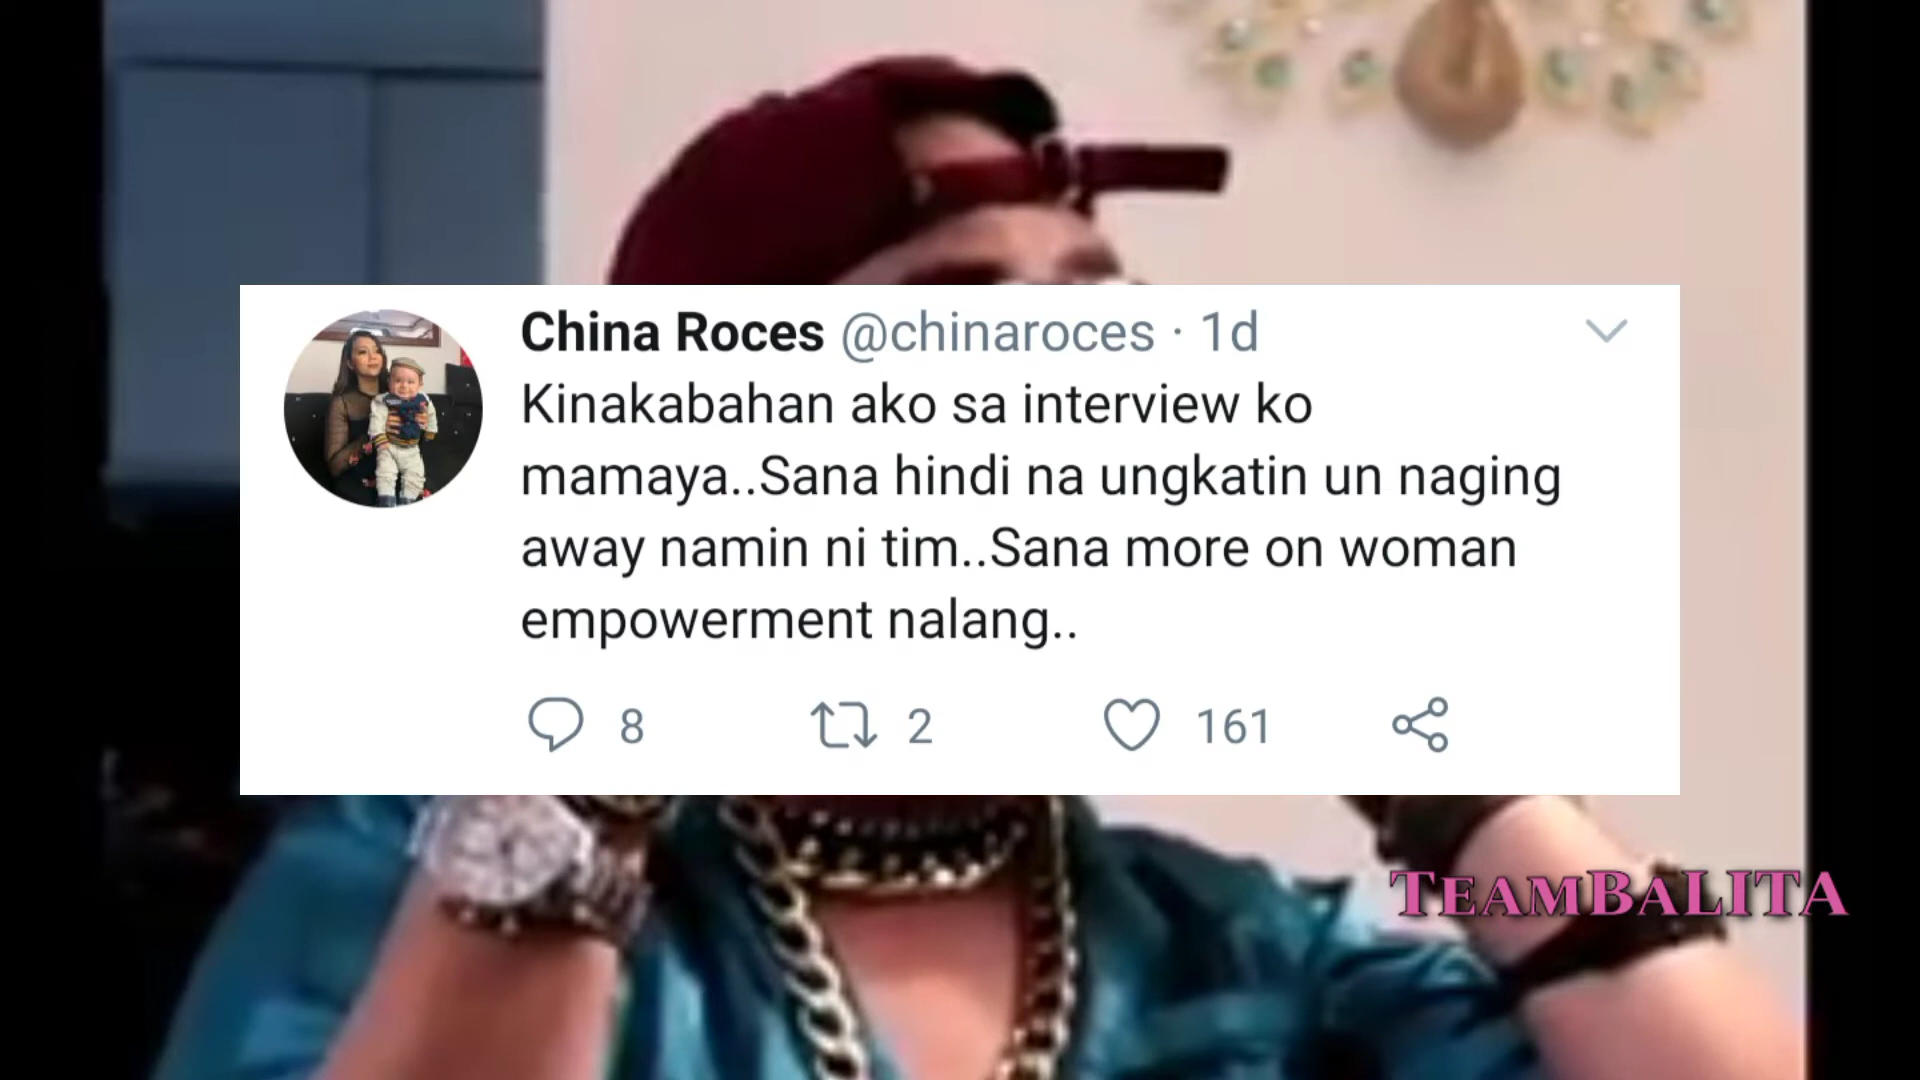 China Roces @chinaroces · 1d
Kinakabahan ako sa interview ko
mamaya..Sana hindi na ungkatin un naging
away namin ni tim..Sana more on woman
empowerment nalang..
8 2 161
TEAMBALITA